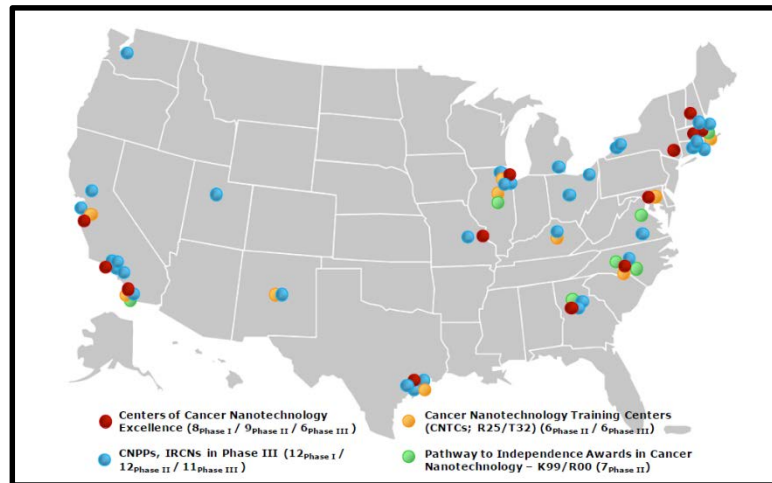 Centers of Cancer Nanotechnology
Excellence (8Phase I / 9Phase II / 6Phase III )
CNPPs, IRCNs in Phase III (12Phase I /
12Phase II / 11Phase III )
Cancer Nanotechnology Training Centers
(CNTCs; R25/T32) (6Phase II / 6Phase III)
Pathway to Independence Awards in Cancer
Nanotechnology – K99/R00 (7Phase II )